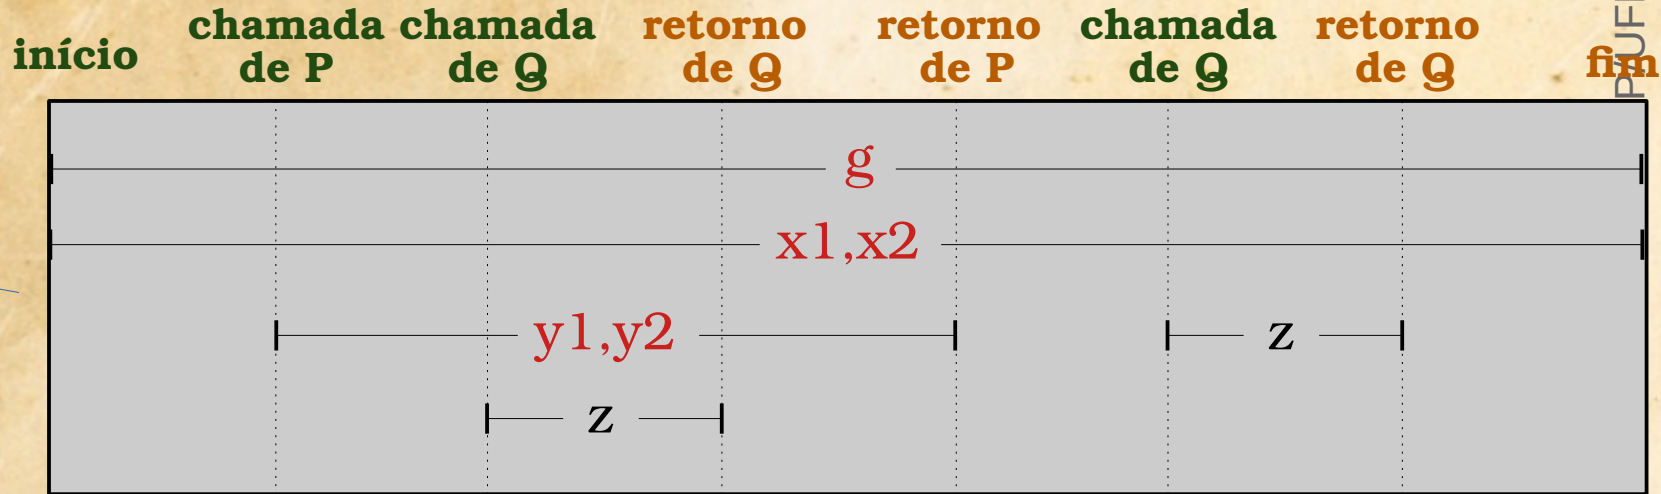 início
chamada
de P
chamada
de Q
retorno
de Q
retorno
de P
chamada
de Q
retorno
de Q
fim
g
x1,x2
y1,y2
z
z